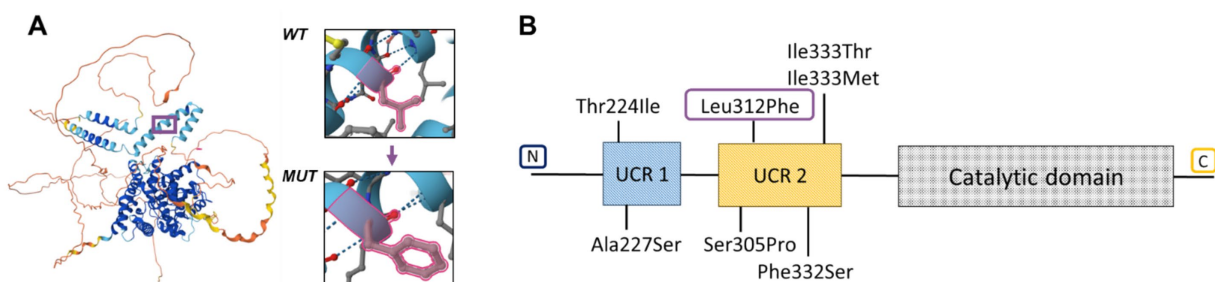 A
WT
MUT
B
Ile333Thr
Ile333Met
Thr224Ile
Leu312Phe
N
UCR 1
UCR 2
Catalytic domain
C
Ala227Ser
Ser305Pro
Phe332Ser